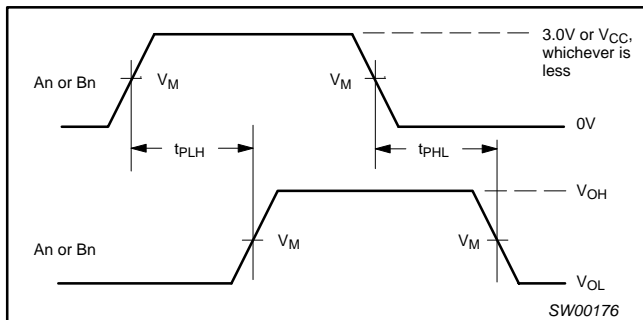 3.0V or VCC,
whichever is
less
An or Bn
VM
VM
0V
tPLH
tPHL
VOH
An or Bn
VM
VM
VOL
SW00176